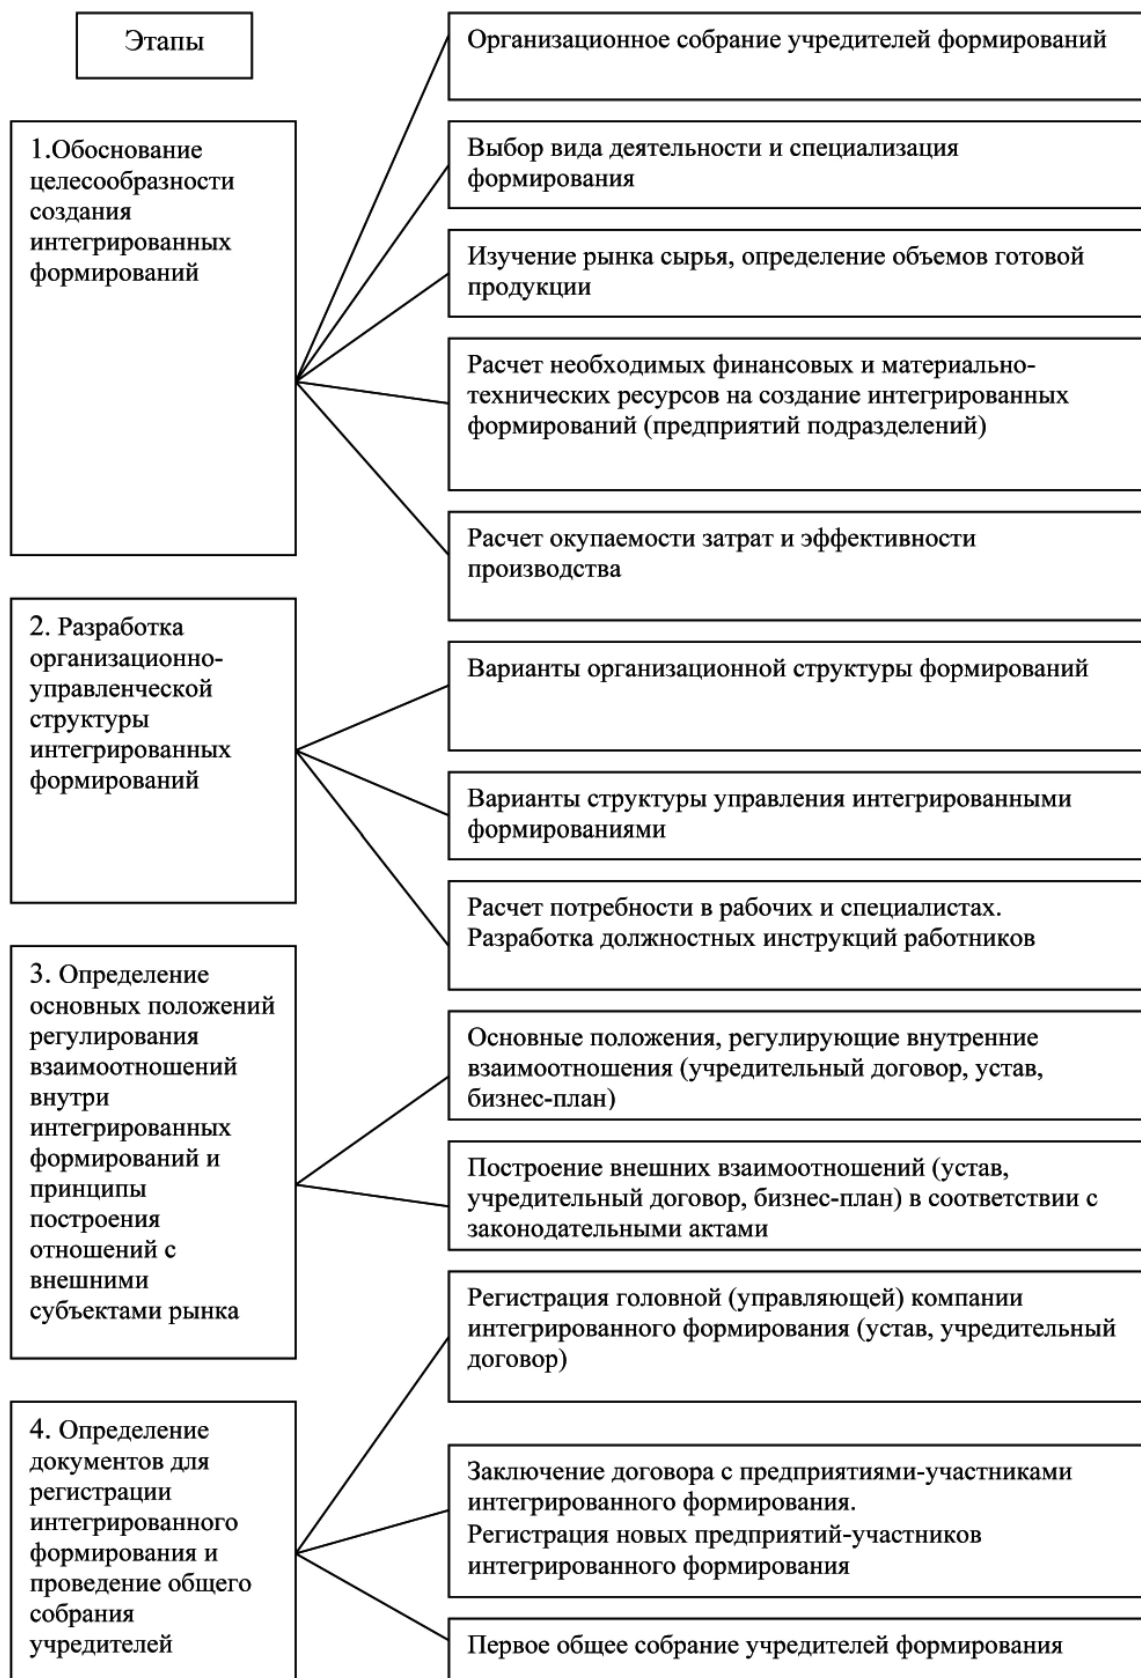 Этапы
1.Обоснование
целесообразности
создания
интегрированных
формирований
Организационное собрание учредителей формирований
Выбор вида деятельности и специализация
формирования
Изучение рынка сырья, определение объемов готовой
продукции
Расчет необходимых финансовых и материально-
технических ресурсов на создание интегрированных
формирований (предприятий подразделений)
Расчет окупаемости затрат и эффективности
производства
2. Разработка
организационно-
управленческой
структуры
интегрированных
формирований
Варианты организационной структуры формирований
Варианты структуры управления интегрированными
формированиями
Расчет потребности в рабочих и специалистах.
Разработка должностных инструкций работников
3. Определение
основных положений
регулирования
взаимоотношений
внутри
интегрированных
формирований и
принципы
построения
отношений с
внешними
субъектами рынка
Основные положения, регулирующие внутренние
взаимоотношения (учредительный договор, устав,
бизнес-план)
Построение внешних взаимоотношений (устав,
учредительный договор, бизнес-план) в соответствии с
законодательными актами
4. Определение
документов для
регистрации
интегрированного
формирования и
проведение общего
собрания
учредителей
Регистрация головной (управляющей) компании
интегрированного формирования (устав, учредительный
договор)
Заключение договора с предприятиями-участниками
интегрированного формирования.
Регистрация новых предприятий-участников
интегрированного формирования
Первое общее собрание учредителей формирования